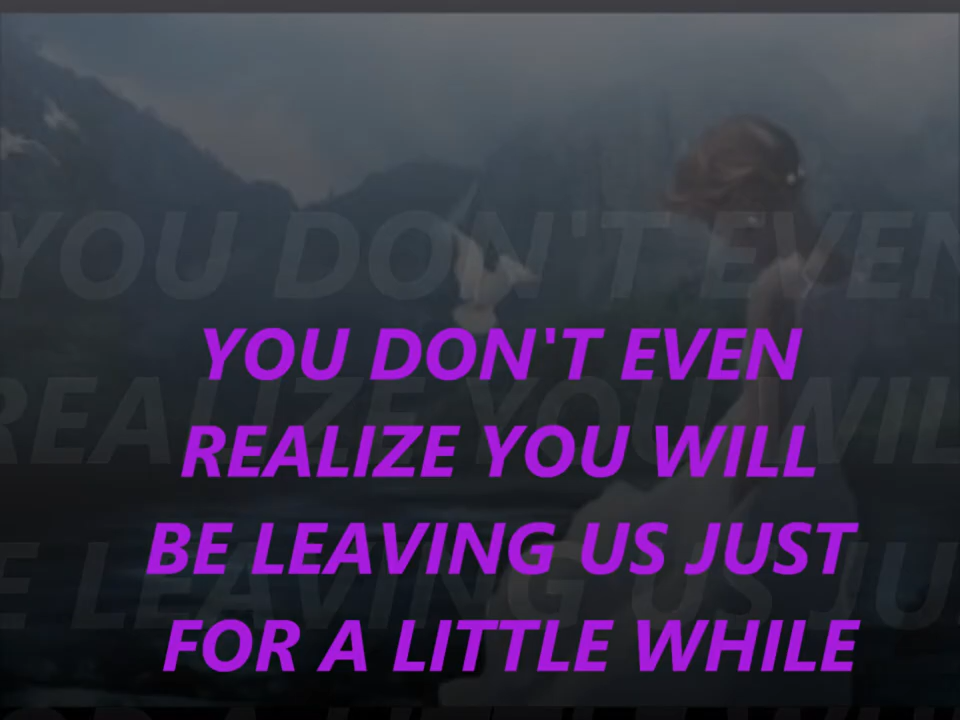 YOU DON'T EVEN
REALIZE YOU WILL
BE LEAVING US JUST
FOR A LITTLE WHILE